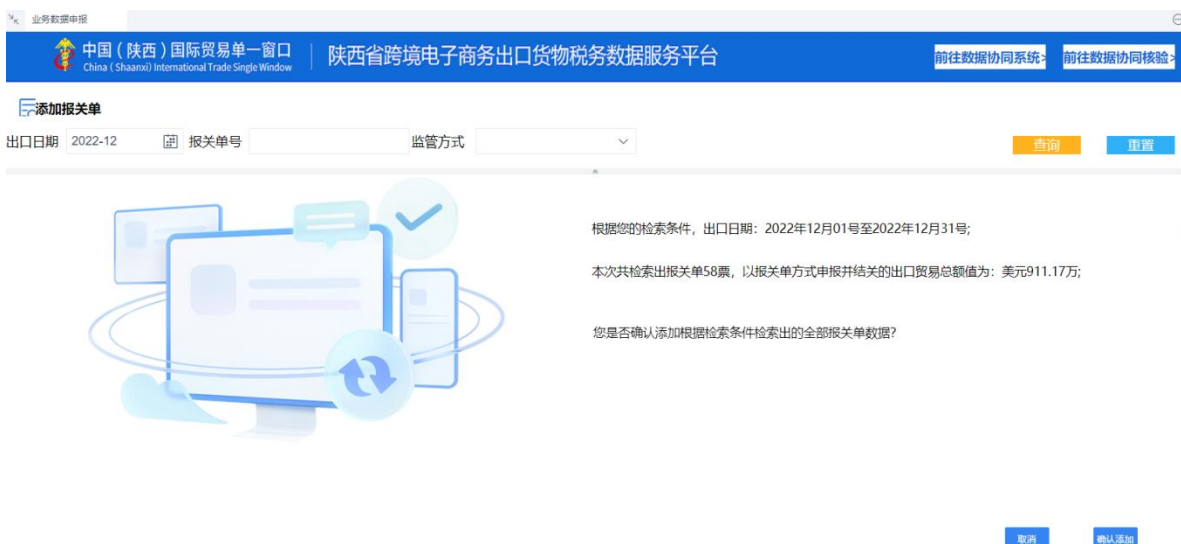 业务数据申报
中国（陕西）国际贸易单一窗口
China ( Shaanxi) International Trade Single Window
陕西省跨境电子商务出口货物税务数据服务平台
前往数据协同系统>
前往数据协同核验>
添加报关单
出口日期 2022-12 报关单号 监管方式
查询 重置
根据您的检索条件，出口日期：2022年12月01号至2022年12月31号;
本次共检索出报关单58票，以报关单方式申报并结关的出口贸易总额值为：美元911.17万;
您是否确认添加根据检索条件检索出的全部报关单数据?
取消 确认添加